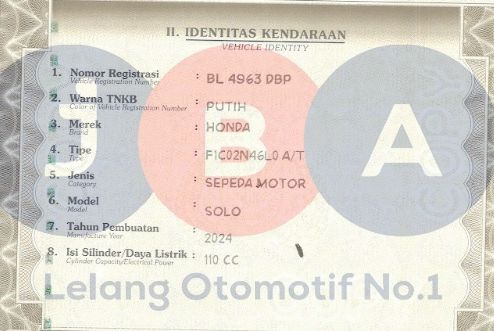 II. IDENTITAS KENDARAAN
VEHICLE IDENTITY
1. Nomor Registrasi : BL 4963 DBP
Vehicle Registration Number
2. Warna TNKB : PUTIH
Color of Vehicle Registration Number
3. Merek : HONDA
Brand
4. Tipe : F1C02N46L0 A/T
Type
5. Jenis : SEPEDA MOTOR
Category
6. Model : SOLO
Model
7. Tahun Pembuatan : 2024
Manufacture Year
8. Isi Silinder/Daya Listrik : 110 CC
Cylinder Capacity/Electrical Power
JBA
Lelang Otomotif No.1